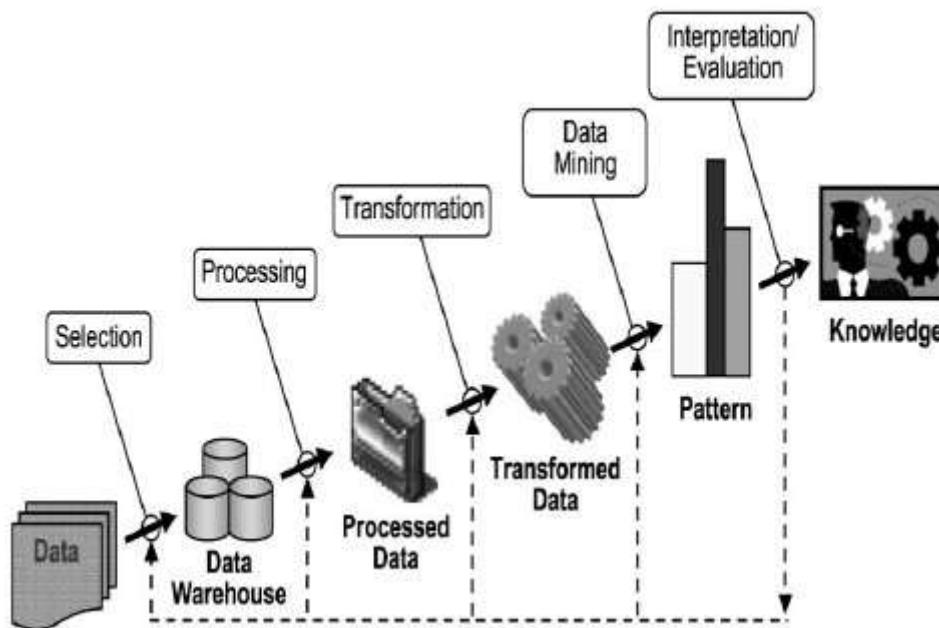 Interpretation/
Evaluation
Data
Mining
Transformation
Processing
Selection
Knowledge
Pattern
Transformed
Data
Processed
Data
Data
Warehouse
Data